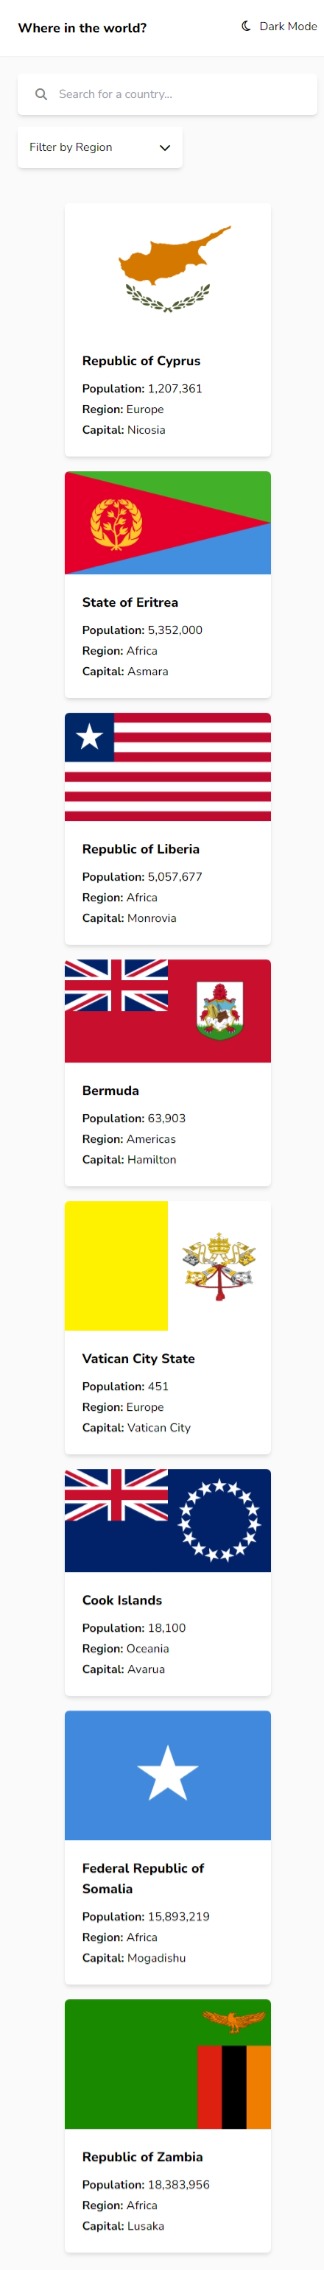 Where in the world?
Dark Mode
Search for a country...
Filter by Region
Republic of Cyprus
Population: 1,207,361
Region: Europe
Capital: Nicosia
State of Eritrea
Population: 5,352,000
Region: Africa
Capital: Asmara
Republic of Liberia
Population: 5,057,677
Region: Africa
Capital: Monrovia
Bermuda
Population: 63,903
Region: Americas
Capital: Hamilton
Vatican City State
Population: 451
Region: Europe
Capital: Vatican City
Cook Islands
Population: 18,100
Region: Oceania
Capital: Avarua
Federal Republic of
Somalia
Population: 15,893,219
Region: Africa
Capital: Mogadishu
Republic of Zambia
Population: 18,383,956
Region: Africa
Capital: Lusaka